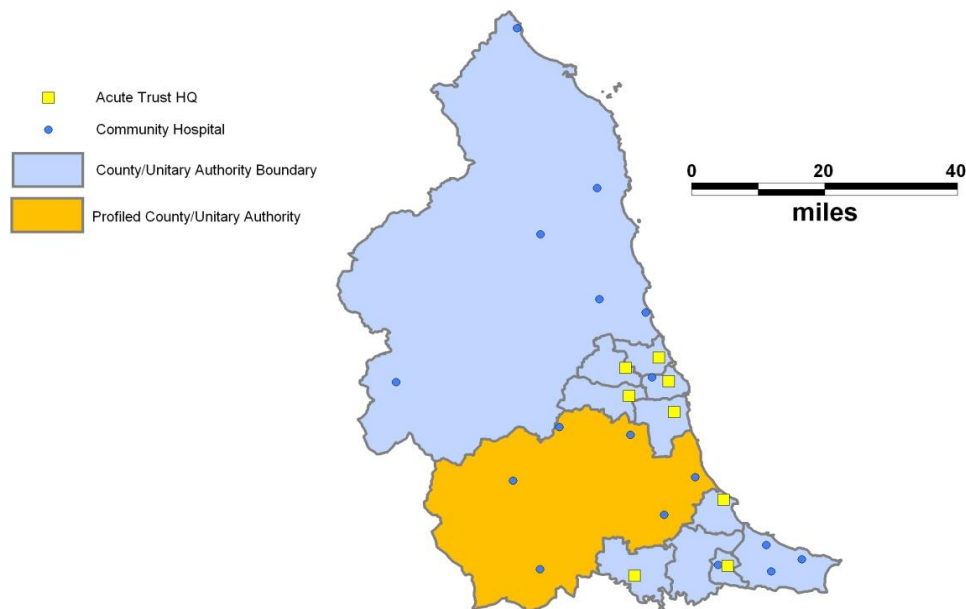 Acute Trust HQ
Community Hospital
County/Unitary Authority Boundary
Profiled County/Unitary Authority
0 20 40
miles